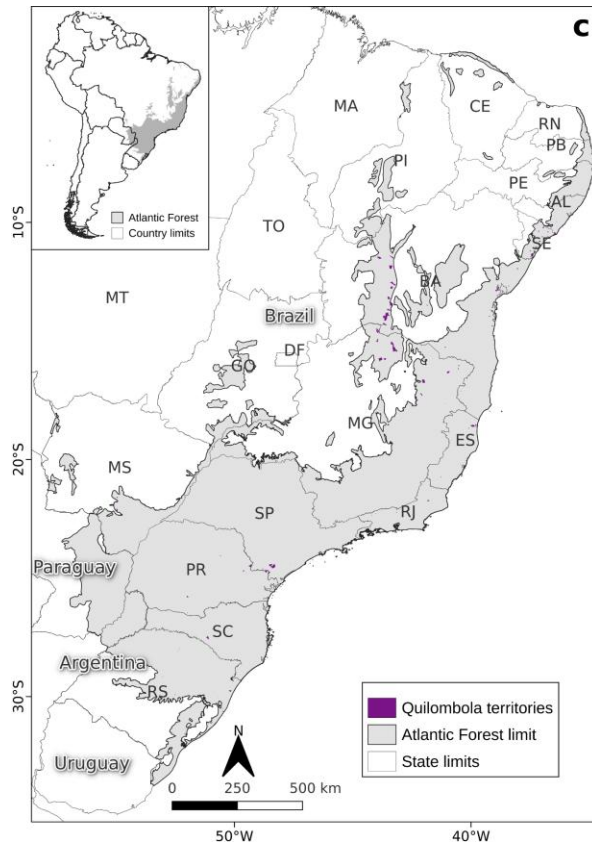 C
Atlantic Forest
Country limits
MA
CE
RN
PB
PI
PE
AL
SE
TO
BA
MT
Brazil
DF
GO
MG
ES
MS
SP
RJ
Paraguay
PR
SC
Argentina
RS
Uruguay
10°S
20°S
30°S
N
0 250 500 km
Quilombola territories
Atlantic Forest limit
State limits
50°W 40°W